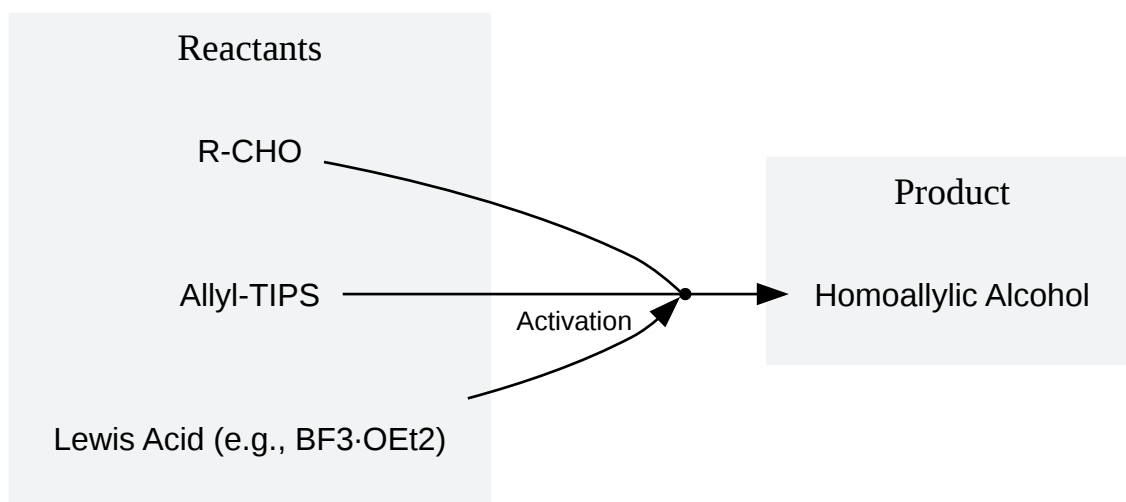 Reactants
R-CHO
Allyl-TIPS
Activation
Lewis Acid (e.g., BF3·OEt2)
Product
Homoallylic Alcohol